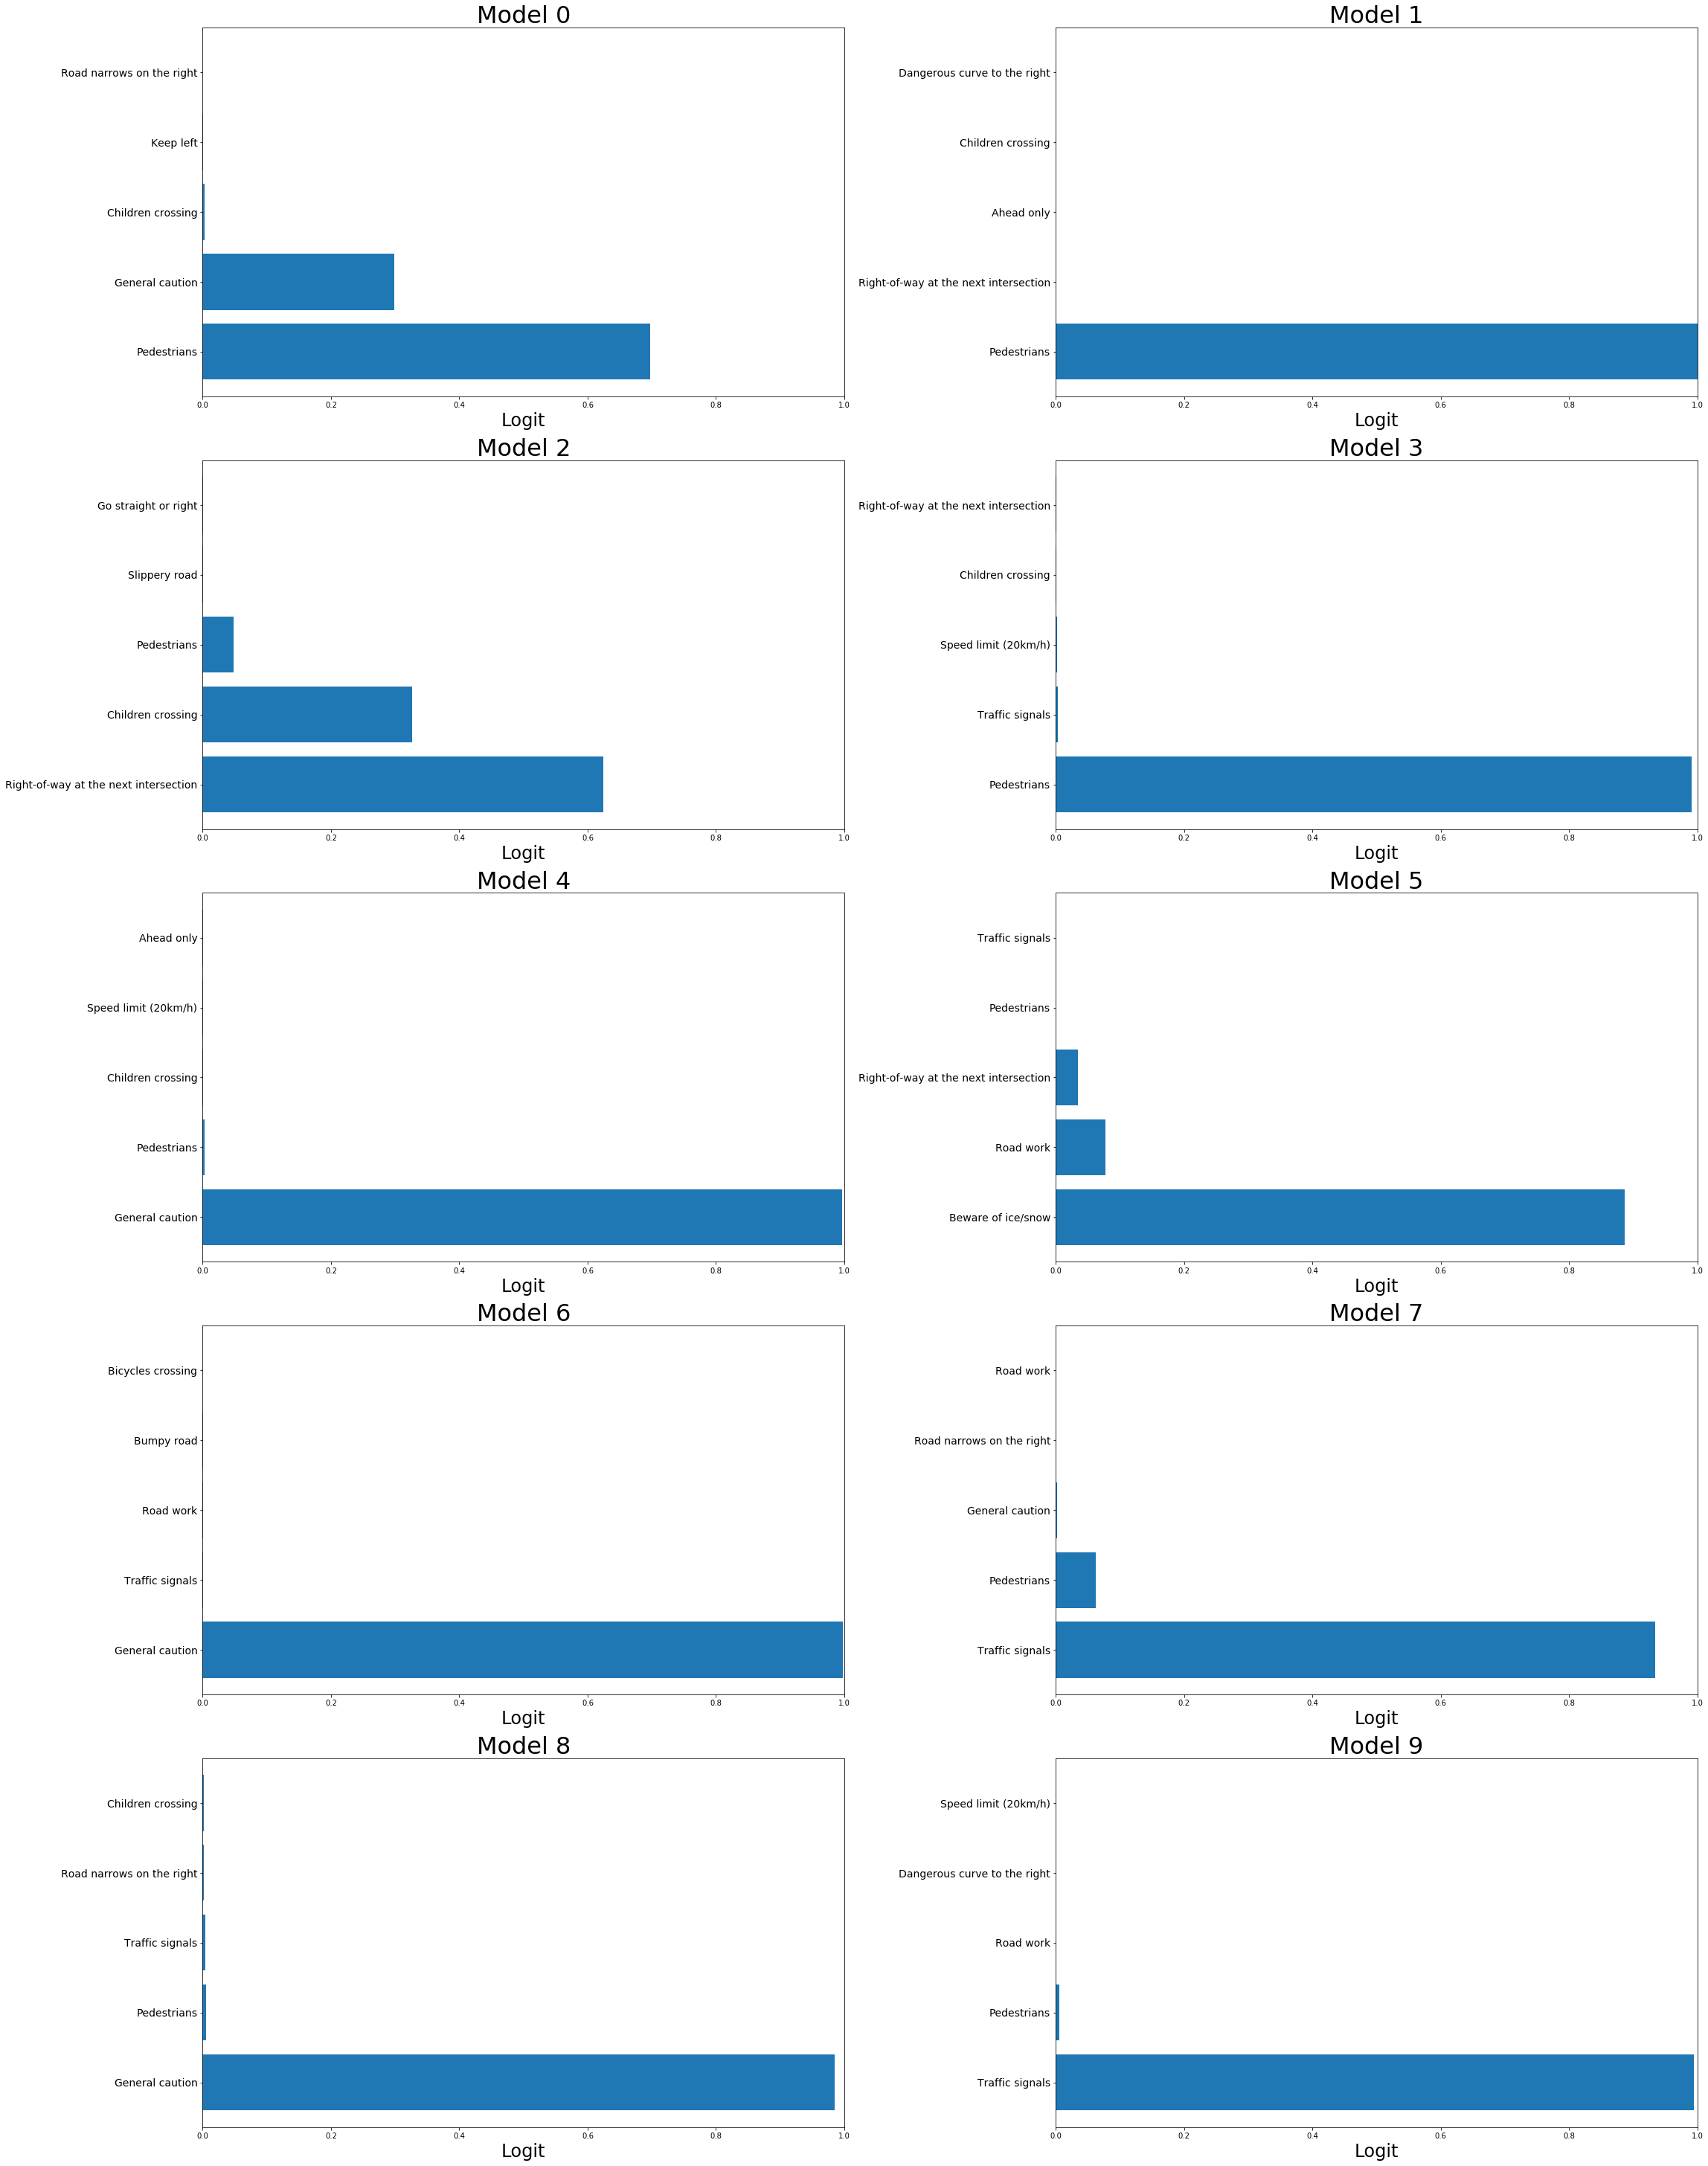 Model 0
Road narrows on the right
Keep left
Children crossing
General caution
Pedestrians
0.0 0.2 0.4 0.6 0.8 1.0
Logit
Model 1
Dangerous curve to the right
Children crossing
Ahead only
Right-of-way at the next intersection
Pedestrians
0.0 0.2 0.4 0.6 0.8 1.0
Logit
Model 2
Go straight or right
Slippery road
Pedestrians
Children crossing
Right-of-way at the next intersection
0.0 0.2 0.4 0.6 0.8 1.0
Logit
Model 3
Right-of-way at the next intersection
Children crossing
Speed limit (20km/h)
Traffic signals
Pedestrians
0.0 0.2 0.4 0.6 0.8 1.0
Logit
Model 4
Ahead only
Speed limit (20km/h)
Children crossing
Pedestrians
General caution
0.0 0.2 0.4 0.6 0.8 1.0
Logit
Model 5
Traffic signals
Pedestrians
Right-of-way at the next intersection
Road work
Beware of ice/snow
0.0 0.2 0.4 0.6 0.8 1.0
Logit
Model 6
Bicycles crossing
Bumpy road
Road work
Traffic signals
General caution
0.0 0.2 0.4 0.6 0.8 1.0
Logit
Model 7
Road work
Road narrows on the right
General caution
Pedestrians
Traffic signals
0.0 0.2 0.4 0.6 0.8 1.0
Logit
Model 8
Children crossing
Road narrows on the right
Traffic signals
Pedestrians
General caution
0.0 0.2 0.4 0.6 0.8 1.0
Logit
Model 9
Speed limit (20km/h)
Dangerous curve to the right
Road work
Pedestrians
Traffic signals
0.0 0.2 0.4 0.6 0.8 1.0
Logit